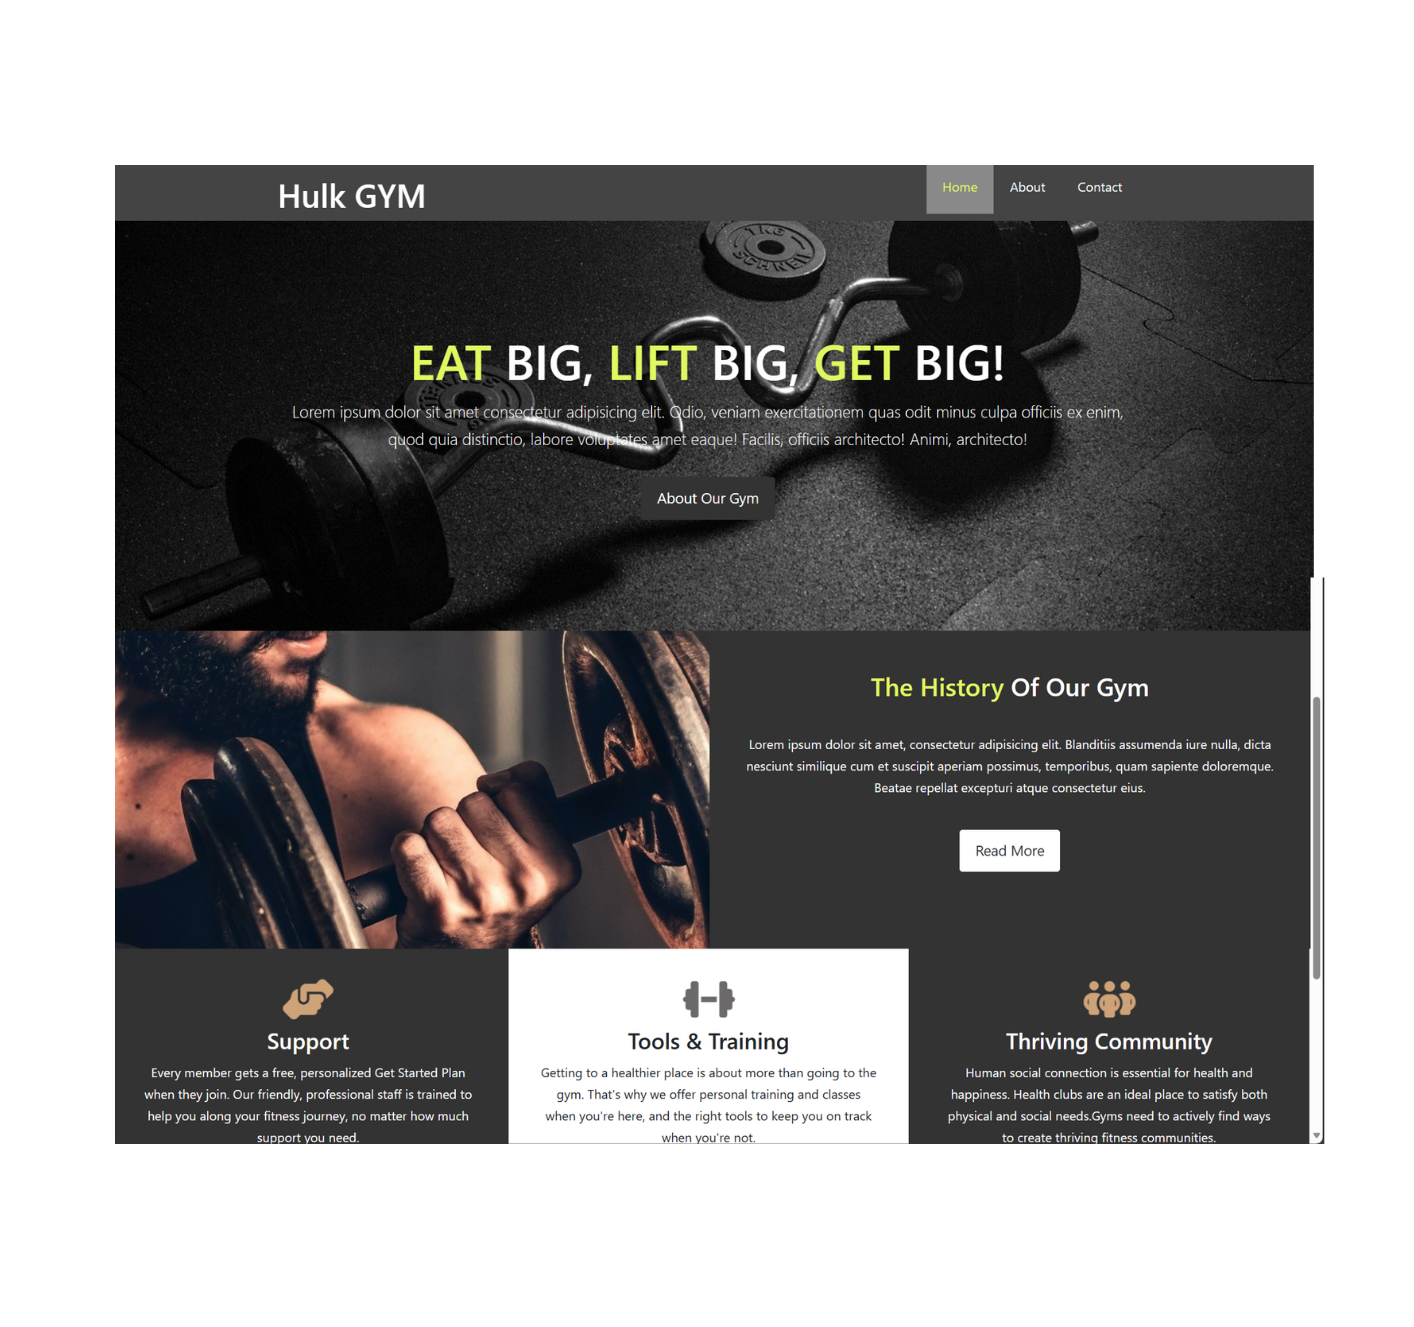 Hulk GYM
Home About Contact
1KG
SCHNELL
EAT BIG, LIFT BIG, GET BIG!
Lorem ipsum dolor sit amet consectetur adipisicing elit. Odio, veniam exercitationem quas odit minus culpa officiis ex enim,
quod quia distinctio, labore voluptates amet eaque! Facilis, officiis architecto! Animi, architecto!
About Our Gym
The History Of Our Gym
Lorem ipsum dolor sit amet, consectetur adipisicing elit. Blanditiis assumenda iure nulla, dicta
nesciunt similique cum et suscipit aperiam possimus, temporibus, quam sapiente doloremque.
Beatae repellat excepturi atque consectetur eius.
Read More
Support
Every member gets a free, personalized Get Started Plan
when they join. Our friendly, professional staff is trained to
help you along your fitness journey, no matter how much
support you need.
Tools & Training
Getting to a healthier place is about more than going to the
gym. That's why we offer personal training and classes
when you're here, and the right tools to keep you on track
when you're not.
Thriving Community
Human social connection is essential for health and
happiness. Health clubs are an ideal place to satisfy both
physical and social needs.Gyms need to actively find ways
to create thriving fitness communities.